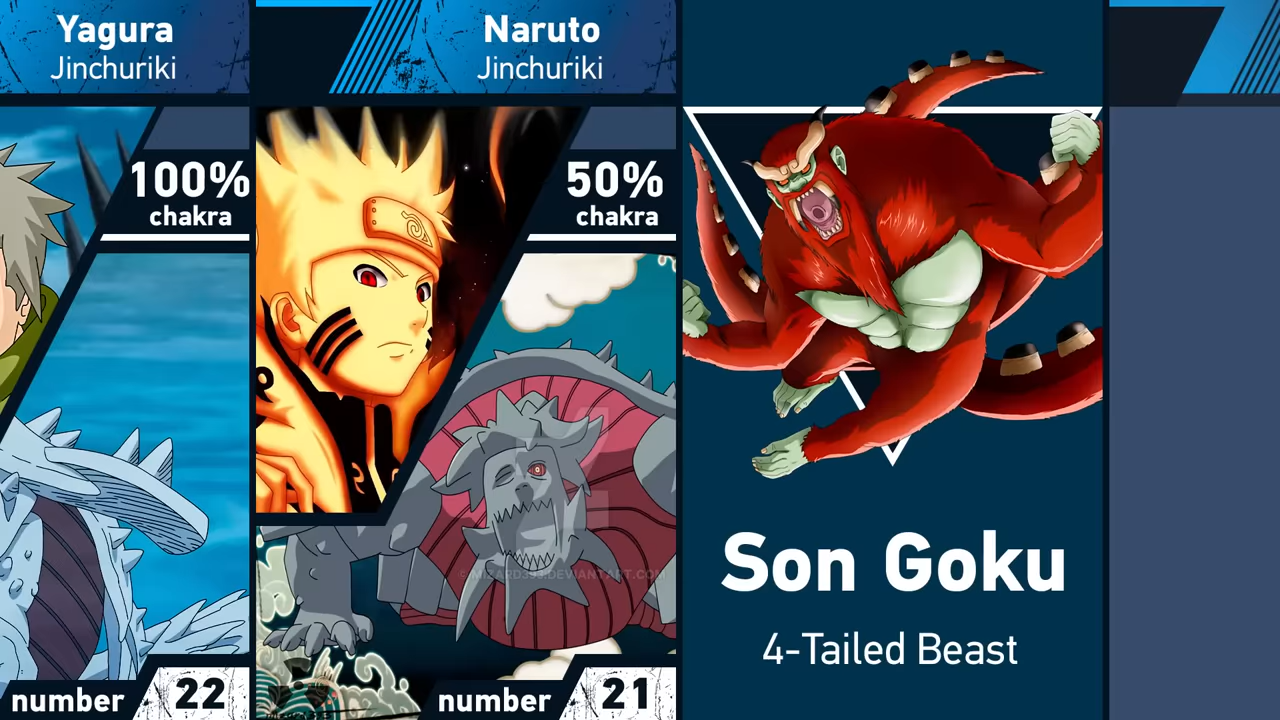 Yagura
Jinchuriki
100%
chakra
number 22
Naruto
Jinchuriki
50%
chakra
number 21
Son Goku
4-Tailed Beast